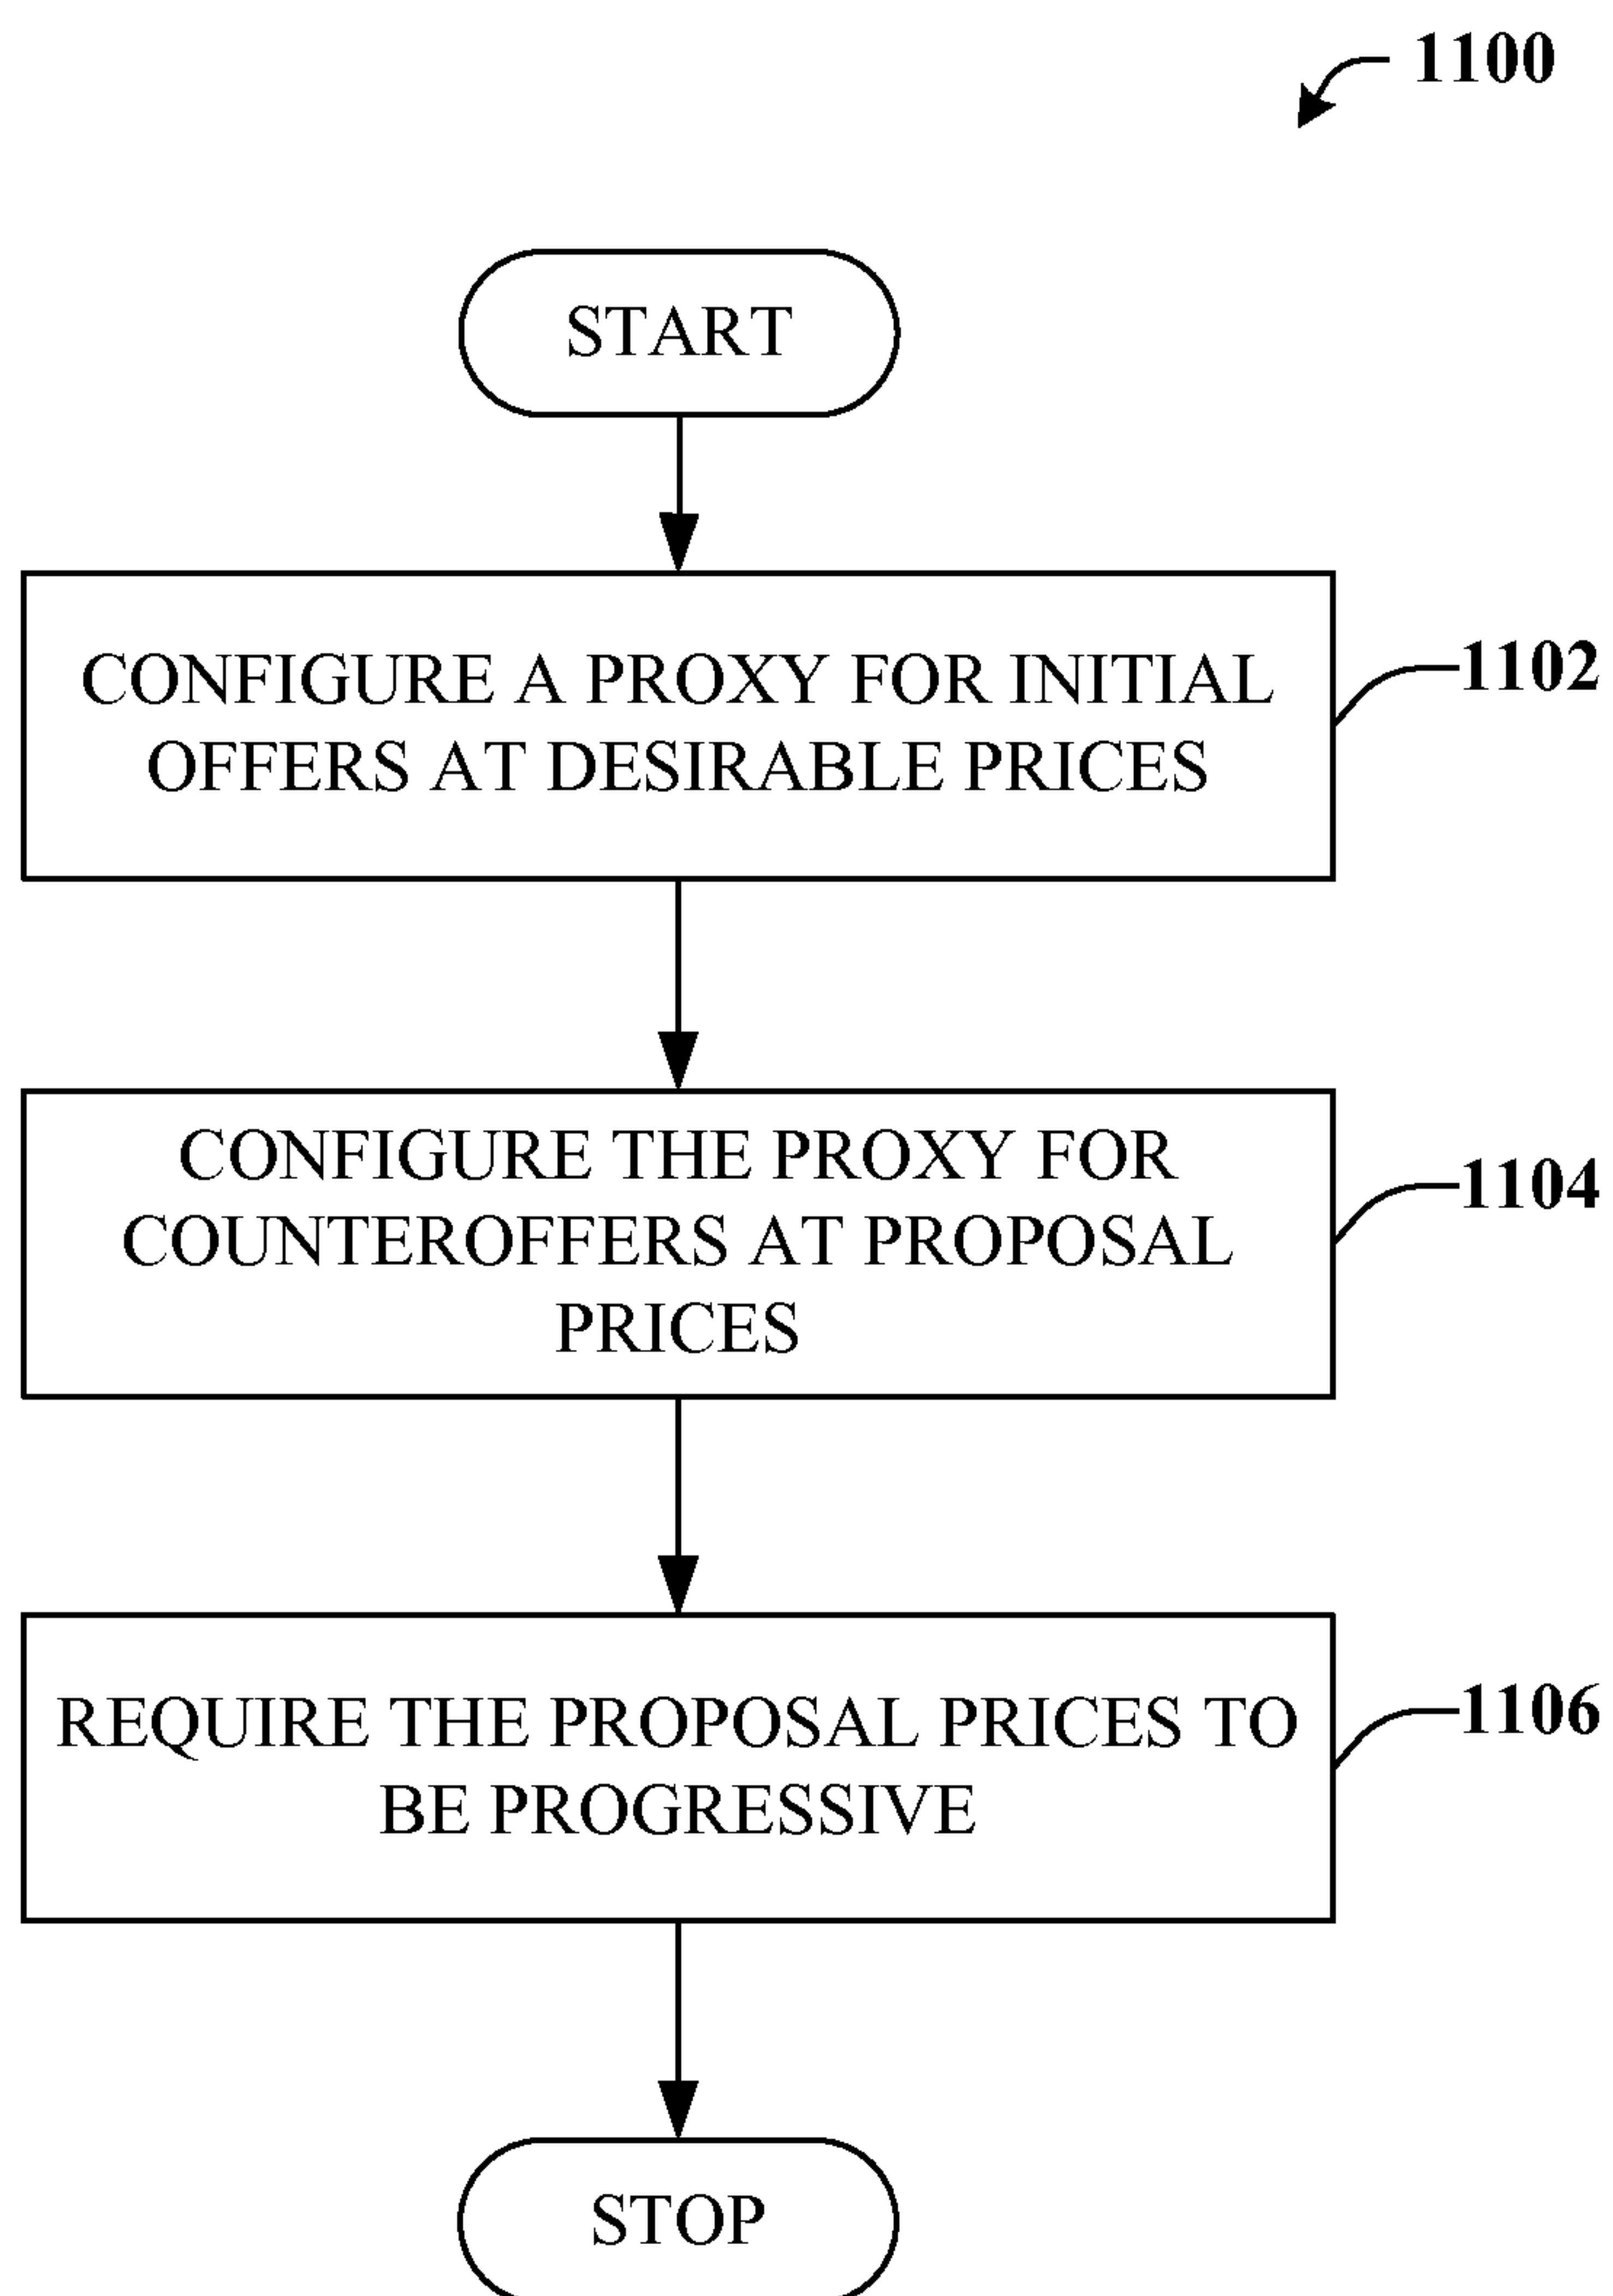 1100
START
CONFIGURE A PROXY FOR INITIAL
OFFERS AT DESIRABLE PRICES
1102
CONFIGURE THE PROXY FOR
COUNTEROFFERS AT PROPOSAL
PRICES
1104
REQUIRE THE PROPOSAL PRICES TO
BE PROGRESSIVE
1106
STOP